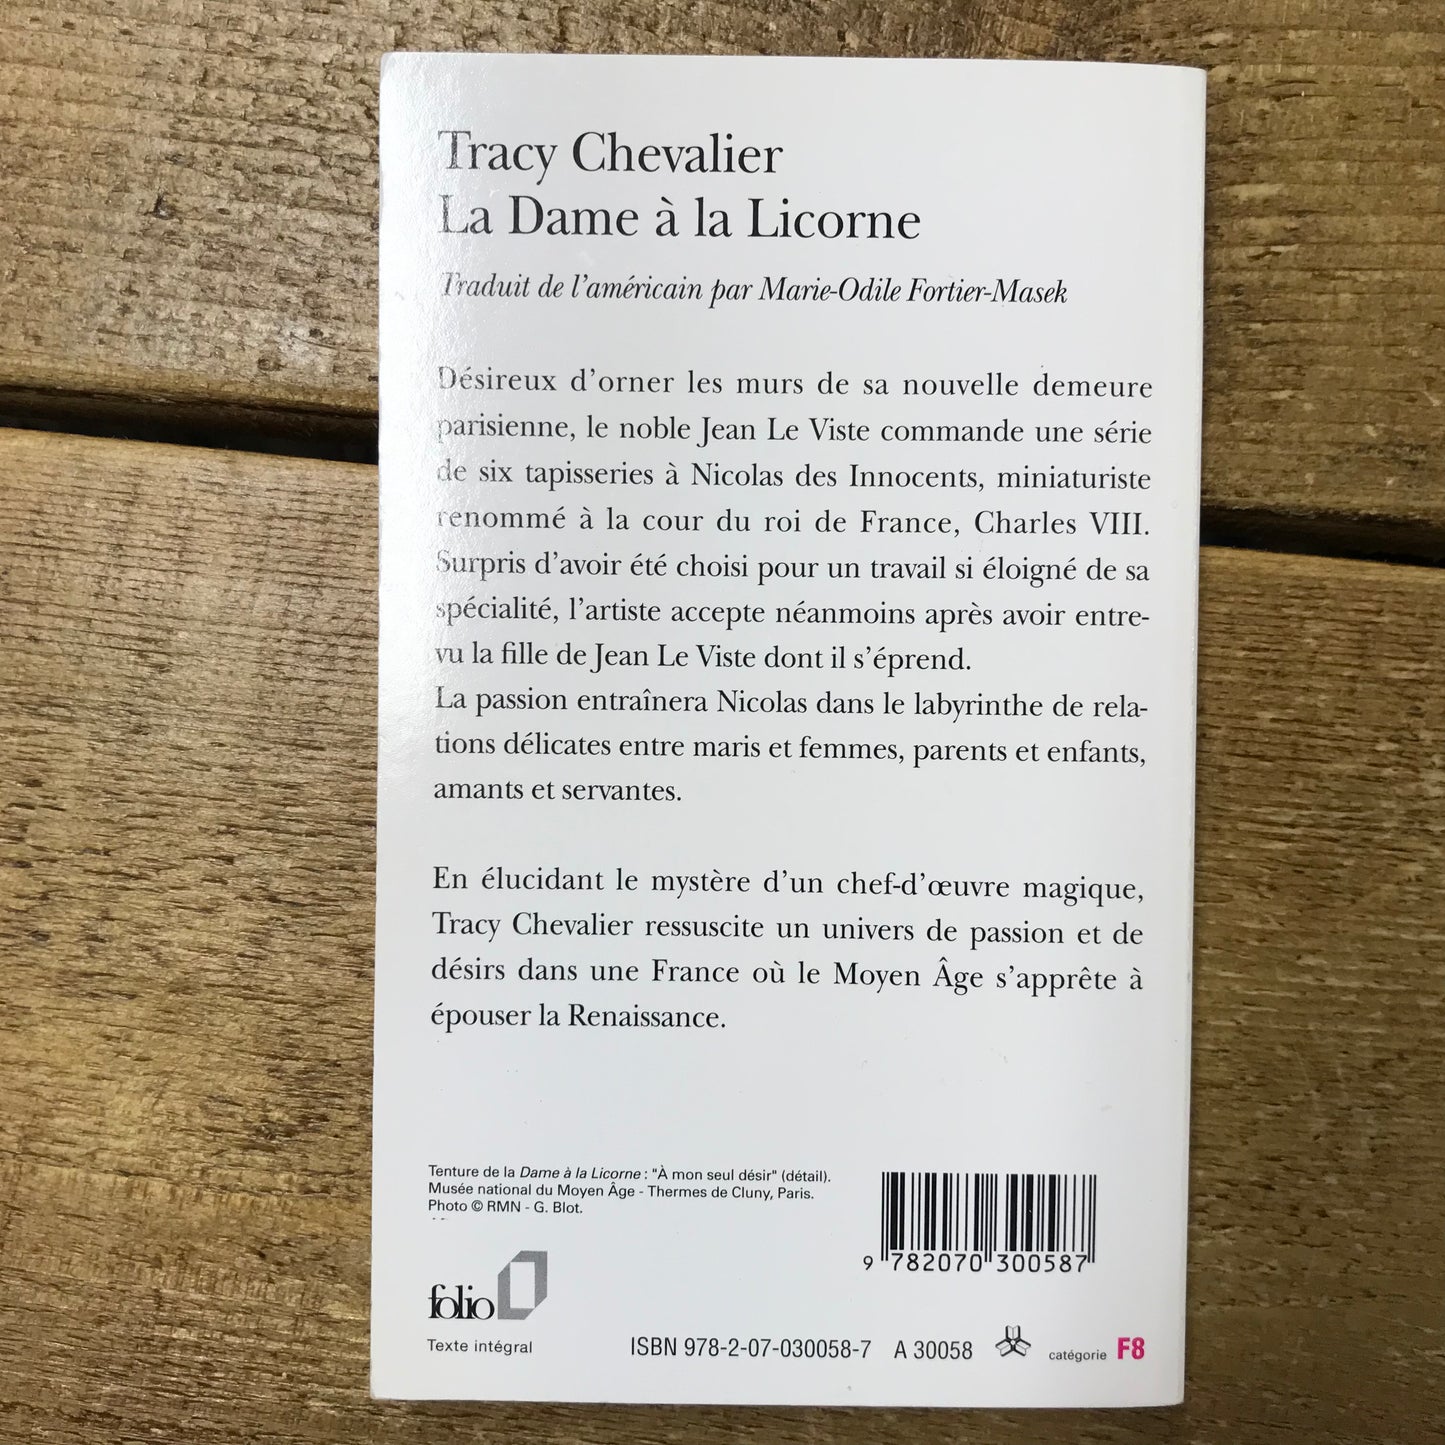 Tracy Chevalier
La Dame à la Licorne
Traduit de l'américain par Marie-Odile Fortier-Masek
Désireux d'orner les murs de sa nouvelle demeure
parisienne, le noble Jean Le Viste commande une série
de six tapisseries à Nicolas des Innocents, miniaturiste
renommé à la cour du roi de France, Charles VIII.
Surpris d'avoir été choisi pour un travail si éloigné de sa
spécialité, l'artiste accepte néanmoins après avoir entre-
vu la fille de Jean Le Viste dont il s'éprend.
La passion entraînera Nicolas dans le labyrinthe de rela-
tions délicates entre maris et femmes, parents et enfants,
amants et servantes.
En élucidant le mystère d'un chef-d'œuvre magique,
Tracy Chevalier ressuscite un univers de passion et de
désirs dans une France où le Moyen Âge s'apprête à
épouser la Renaissance.
Tenture de la Dame à la Licorne : "À mon seul désir" (détail).
Musée national du Moyen Âge - Thermes de Cluny, Paris.
Photo © RMN - G. Blot.
9 782070 300587
folio
Texte intégral
ISBN 978-2-07-030058-7 A 30058 catégorie F8